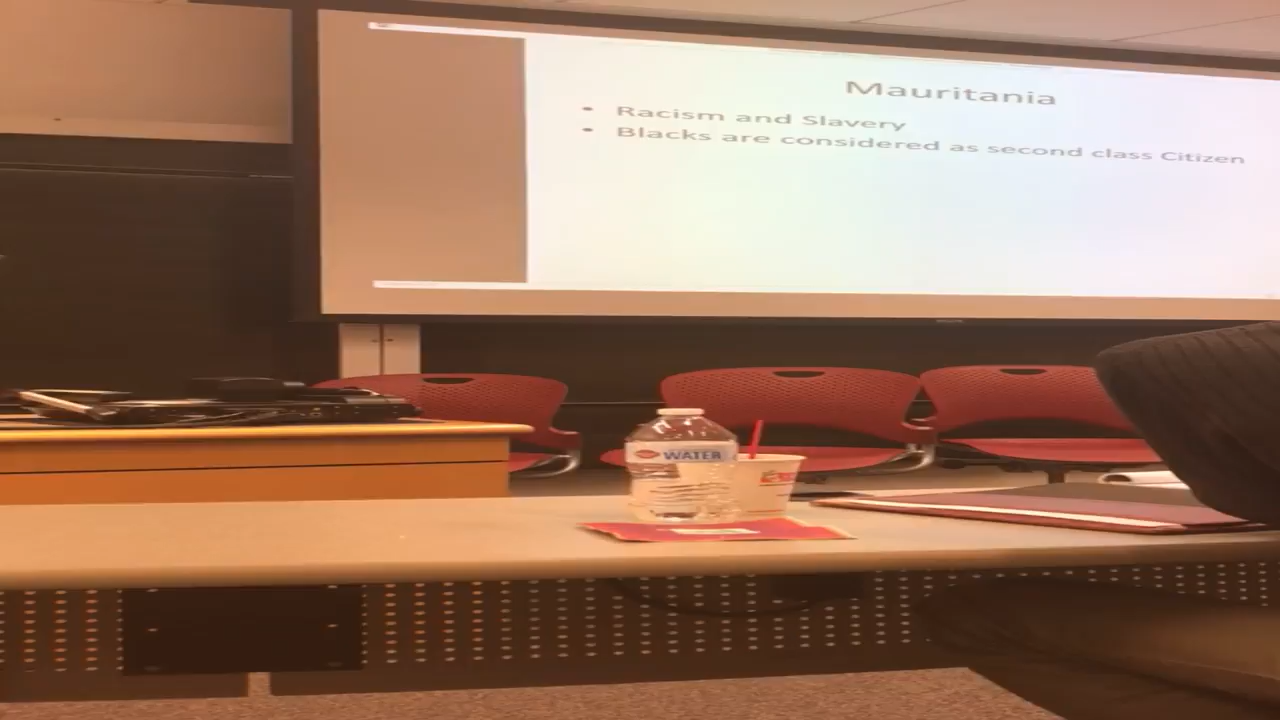 Mauritania
• Racism and Slavery
• Blacks are considered as second class Citizen
WATER